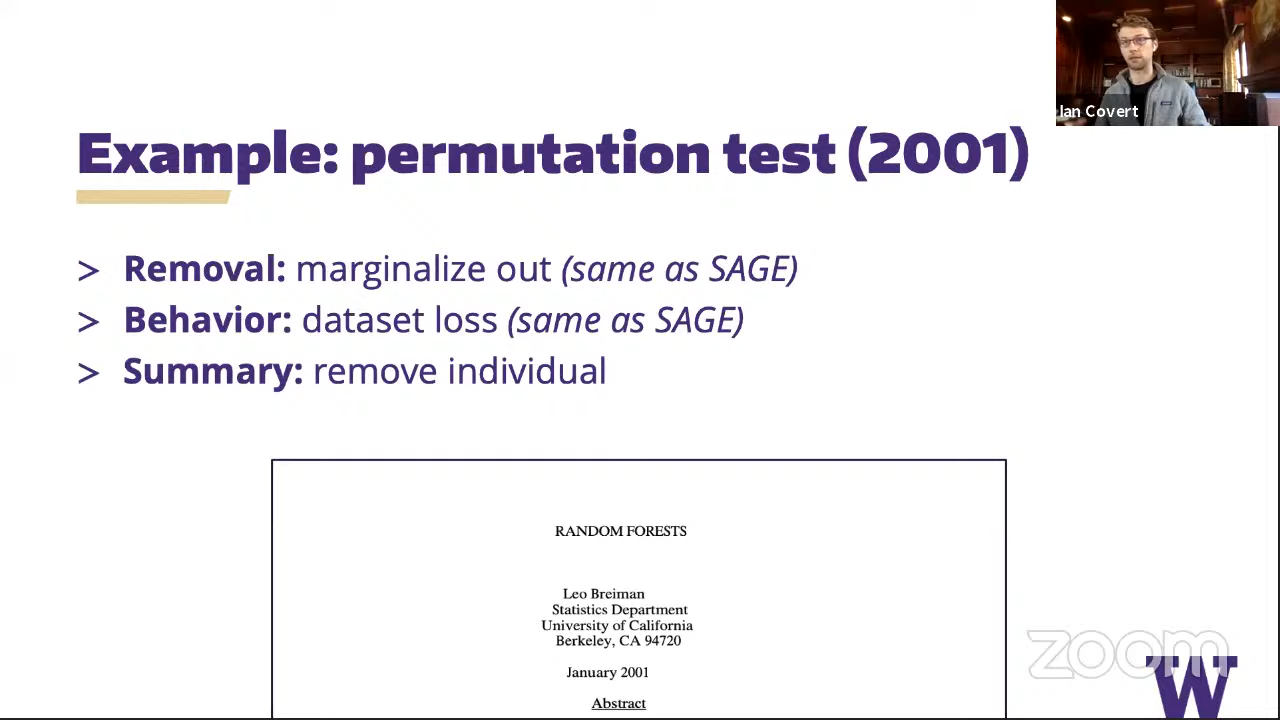 Ian Covert
Example: permutation test (2001)
> Removal: marginalize out (same as SAGE)
> Behavior: dataset loss (same as SAGE)
> Summary: remove individual
RANDOM FORESTS
Leo Breiman
Statistics Department
University of California
Berkeley, CA 94720
January 2001
Abstract
zoom
W